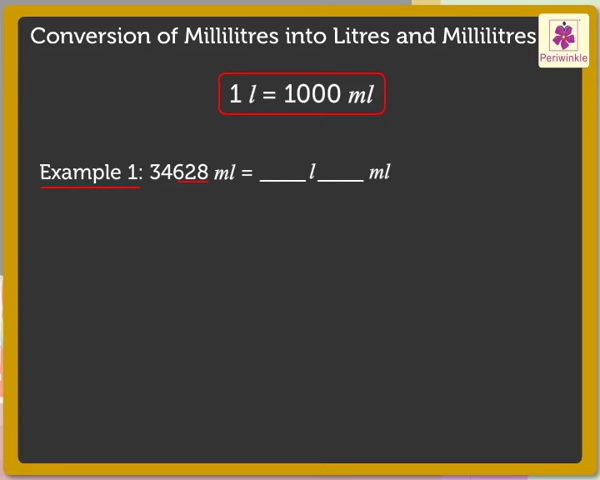 Conversion of Millilitres into Litres and Millilitres
Periwinkle
1 l = 1000 ml
Example 1: 34628 ml = ____ l ____ ml